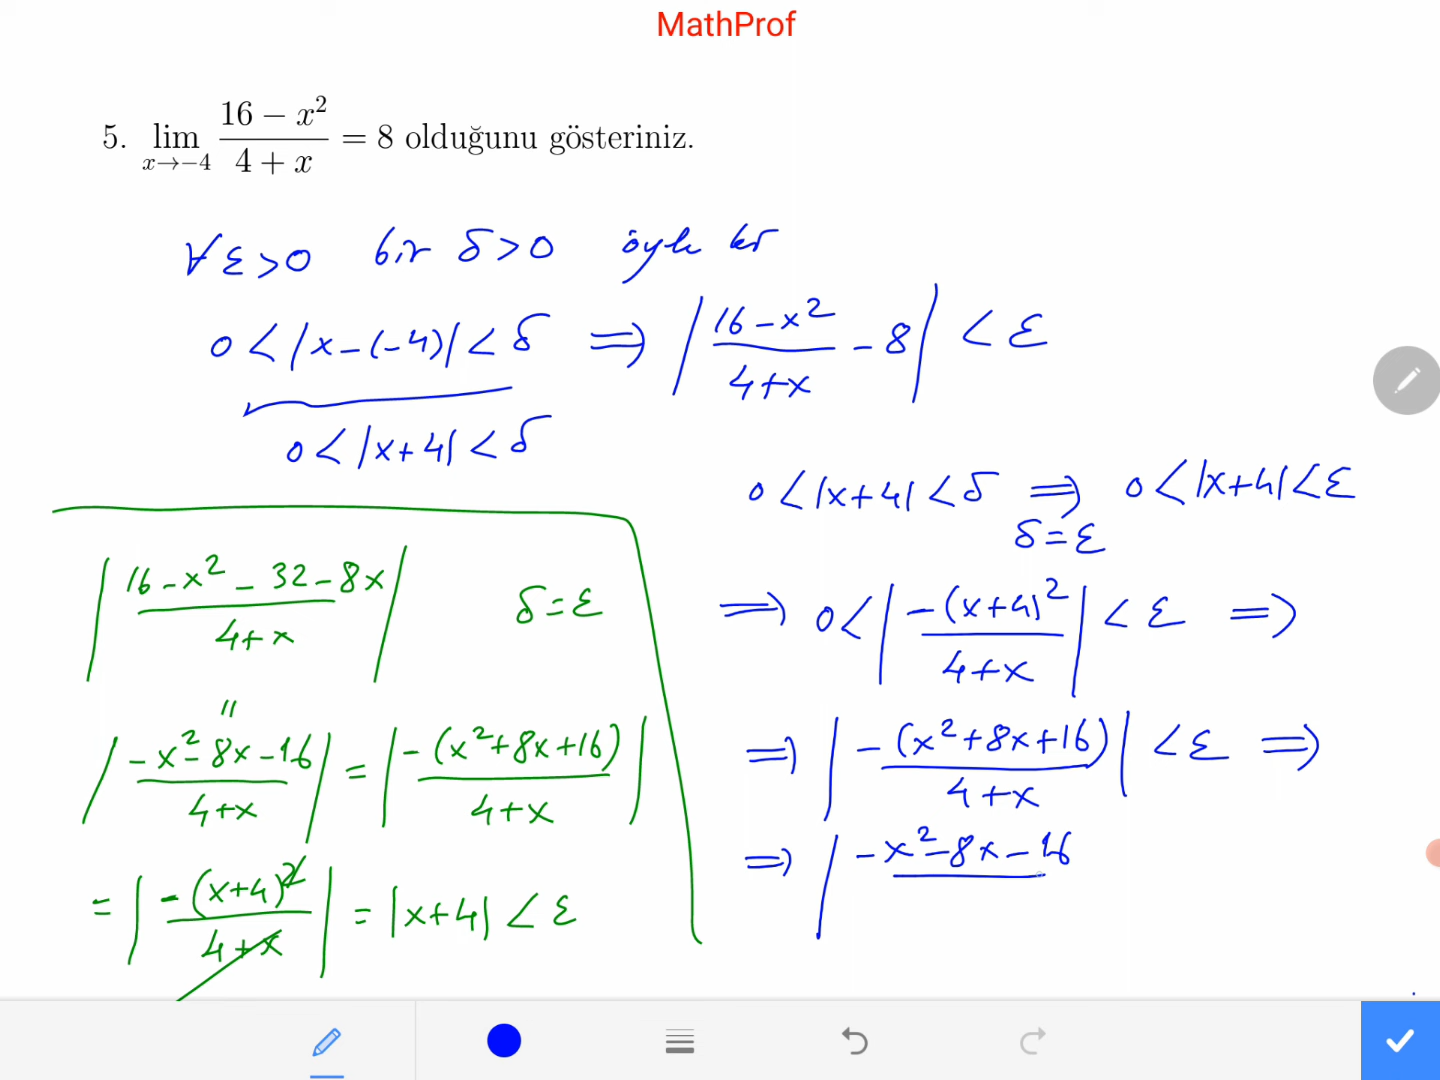 MathProf
5. lim x→-4 (16 − x²)/(4 + x) = 8 olduğunu gösteriniz.
∀ε>0 bir δ>0 öyle ki
0<|x-(-4)|<δ ⇒ |(16-x²)/(4+x) - 8| < ε
0<|x+4|<δ
0<|x+4|<δ ⇒ 0<|x+4|<ε
δ=ε
⇒ 0<|-(x+4)²/(4+x)| < ε ⇒
⇒ |-(x²+8x+16)/(4+x)| < ε ⇒
⇒ |-x²-8x-16
|(16-x²-32-8x)/(4+x)| δ=ε
=
|(-x²-8x-16)/(4+x)| = |-(x²+8x+16)/(4+x)|
= |-(x+4)²/(4+x)| = |x+4| < ε